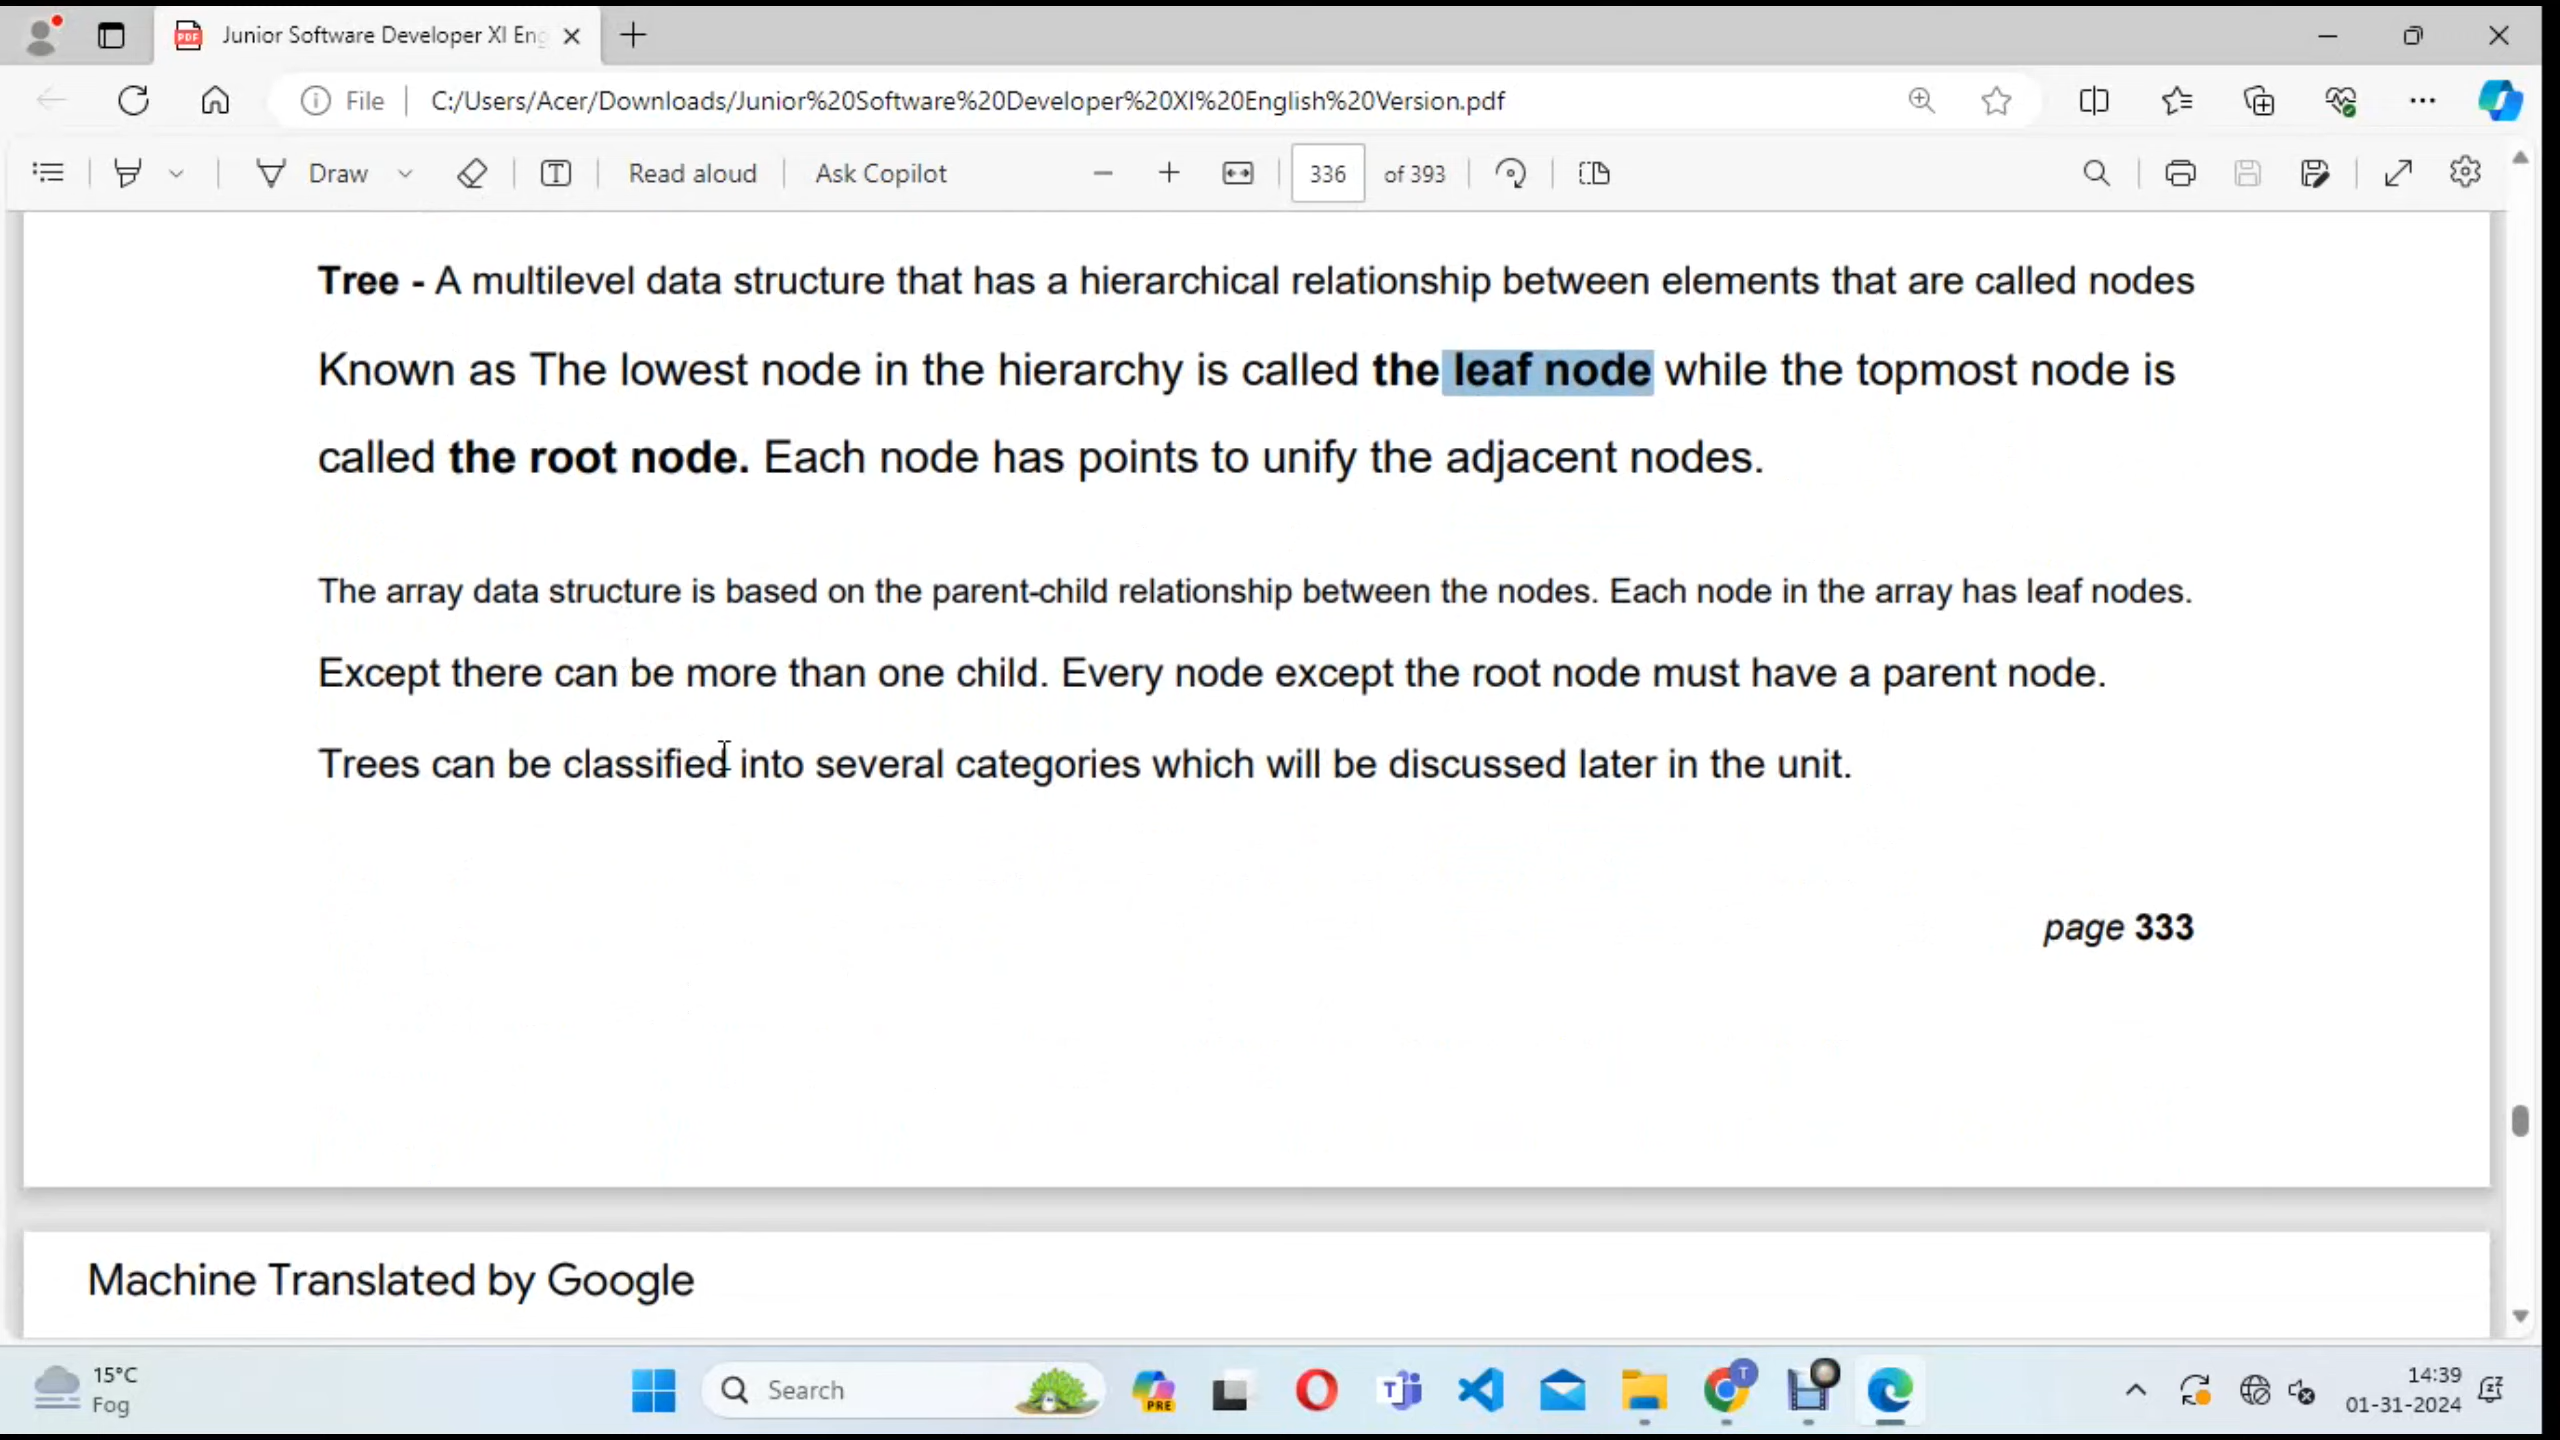 Junior Software Developer XI Eng
File
C:/Users/Acer/Downloads/Junior%20Software%20Developer%20XI%20English%20Version.pdf
Draw
Read aloud
Ask Copilot
336
of 393
Tree - A multilevel data structure that has a hierarchical relationship between elements that are called nodes
Known as The lowest node in the hierarchy is called the leaf node while the topmost node is
called the root node. Each node has points to unify the adjacent nodes.
The array data structure is based on the parent-child relationship between the nodes. Each node in the array has leaf nodes.
Except there can be more than one child. Every node except the root node must have a parent node.
Trees can be classified into several categories which will be discussed later in the unit.
page 333
Machine Translated by Google
15°C
Fog
Search
PRE
T
14:39
01-31-2024